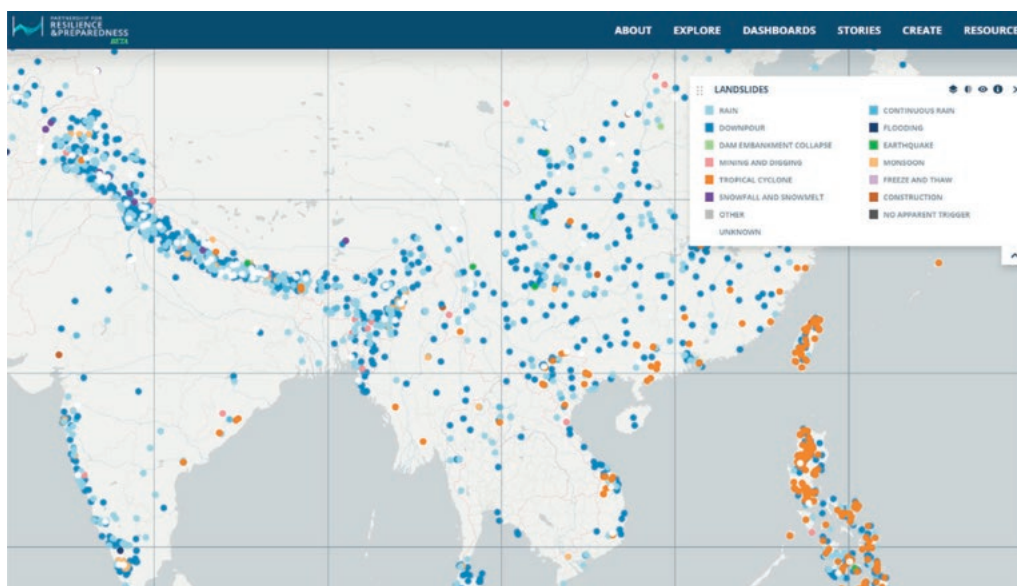 PARTNERSHIP FOR
RESILIENCE
&PREPAREDNESS
BETA
ABOUT EXPLORE DASHBOARDS STORIES CREATE RESOURCE
LANDSLIDES
RAIN
DOWNPOUR
DAM EMBANKMENT COLLAPSE
MINING AND DIGGING
TROPICAL CYCLONE
SNOWFALL AND SNOWMELT
OTHER
UNKNOWN
CONTINUOUS RAIN
FLOODING
EARTHQUAKE
MONSOON
FREEZE AND THAW
CONSTRUCTION
NO APPARENT TRIGGER